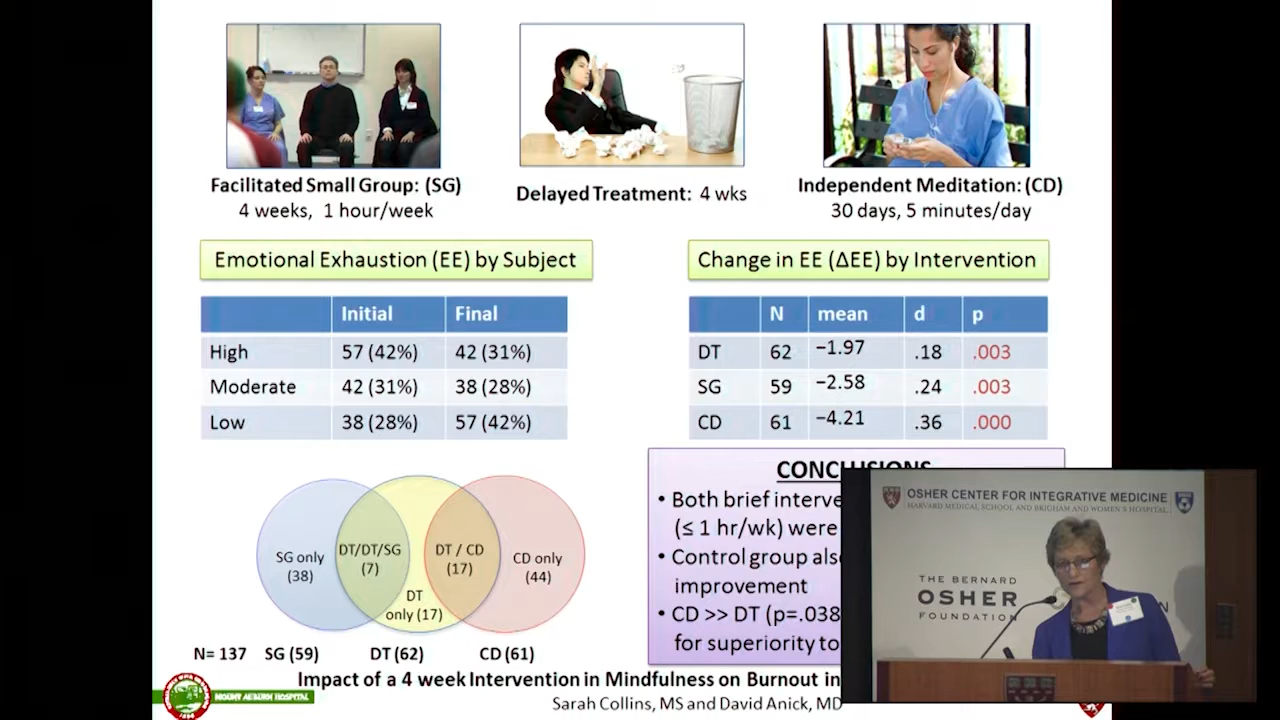 Facilitated Small Group: (SG)
4 weeks, 1 hour/week
Delayed Treatment: 4 wks
Independent Meditation: (CD)
30 days, 5 minutes/day
Emotional Exhaustion (EE) by Subject
Initial Final
High 57 (42%) 42 (31%)
Moderate 42 (31%) 38 (28%)
Low 38 (28%) 57 (42%)
Change in EE (ΔEE) by Intervention
N mean d p
DT 62 −1.97 .18 .003
SG 59 −2.58 .24 .003
CD 61 −4.21 .36 .000
SG only
(38)
DT/DT/SG
(7)
DT
only (17)
DT / CD
(17)
CD only
(44)
N= 137 SG (59) DT (62) CD (61)
CONCLUSIONS
• Both brief interve
(≤ 1 hr/wk) were
• Control group also
improvement
• CD >> DT (p=.038
for superiority to
Impact of a 4 week Intervention in Mindfulness on Burnout in
Sarah Collins, MS and David Anick, MD
MOUNT AUBURN HOSPITAL
OSHER CENTER FOR INTEGRATIVE MEDICINE
HARVARD MEDICAL SCHOOL AND BRIGHAM AND WOMEN'S HOSPITAL
THE BERNARD
OSHER
FOUNDATION